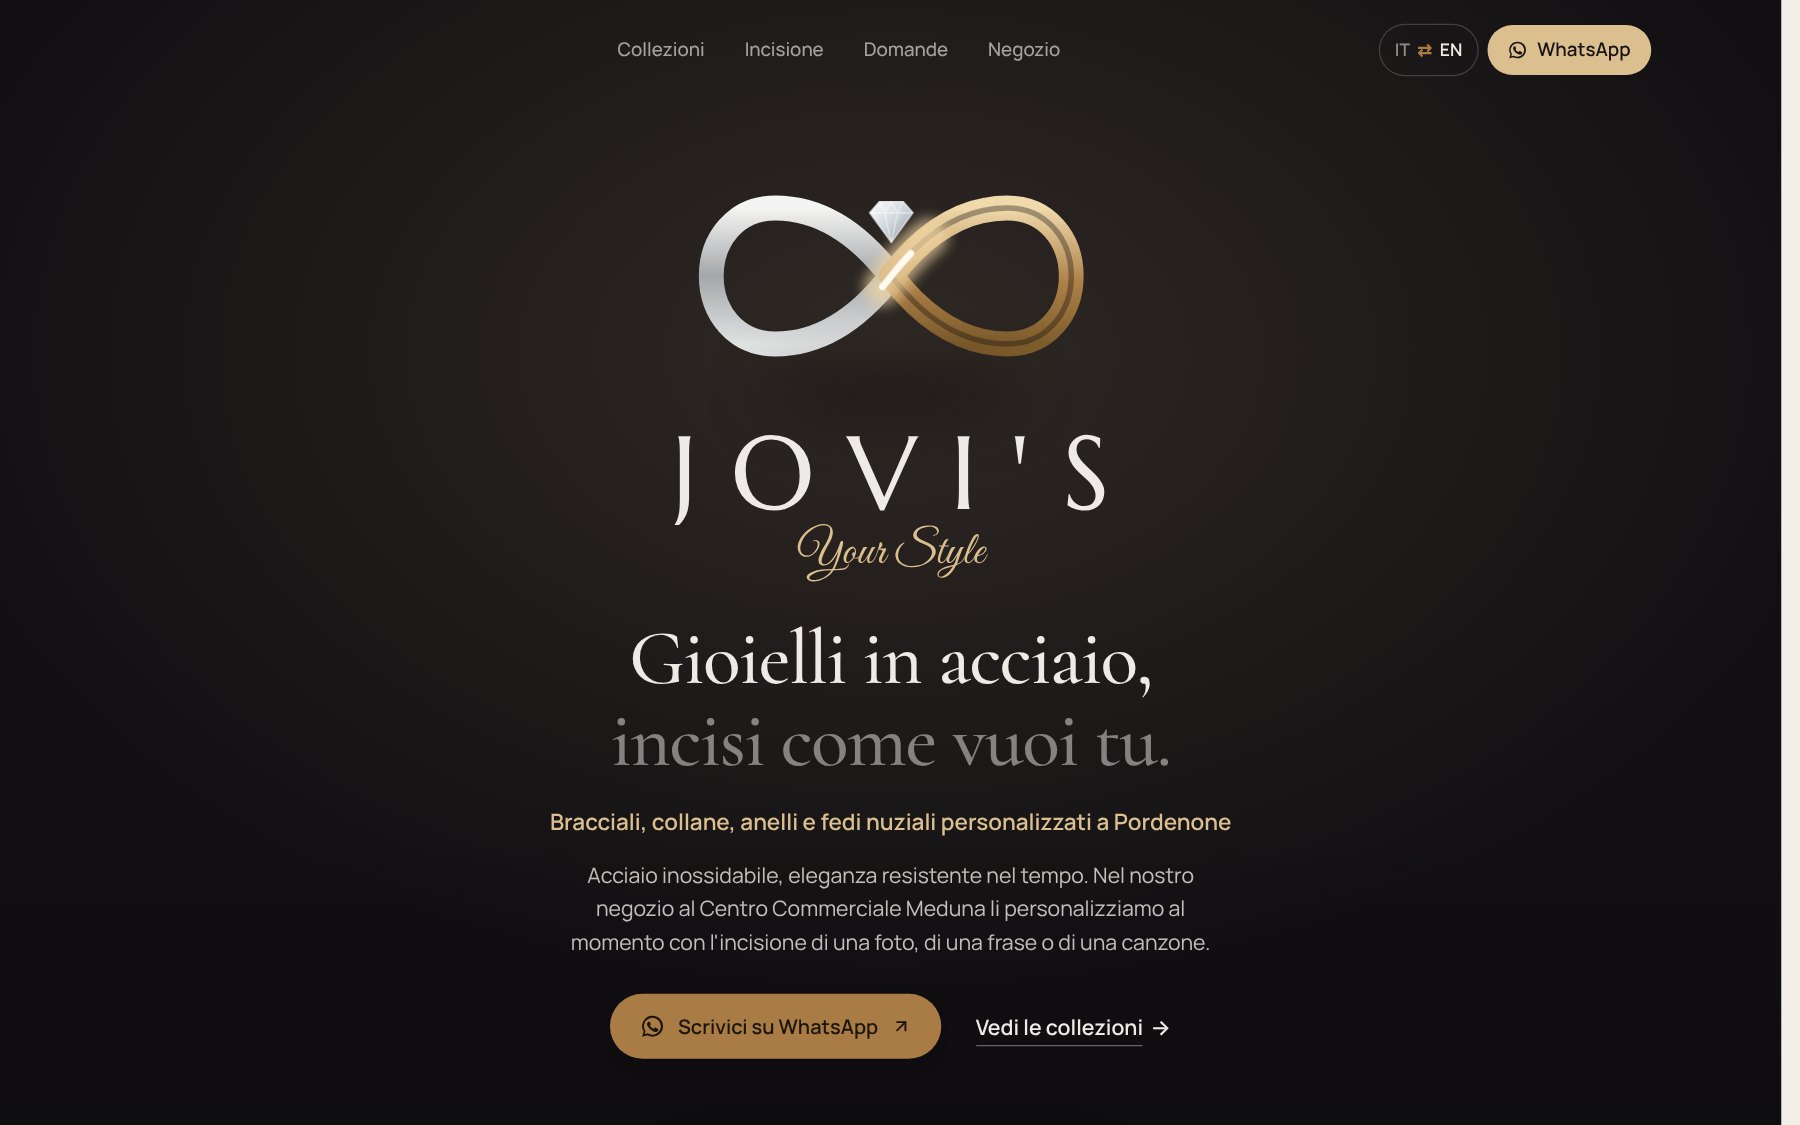 Collezioni Incisione Domande Negozio IT ⇄ EN WhatsApp
JOVI'S
Your Style
Gioielli in acciaio,
incisi come vuoi tu.
Bracciali, collane, anelli e fedi nuziali personalizzati a Pordenone
Acciaio inossidabile, eleganza resistente nel tempo. Nel nostro
negozio al Centro Commerciale Meduna li personalizziamo al
momento con l'incisione di una foto, di una frase o di una canzone.
Scrivici su WhatsApp ↗ Vedi le collezioni →